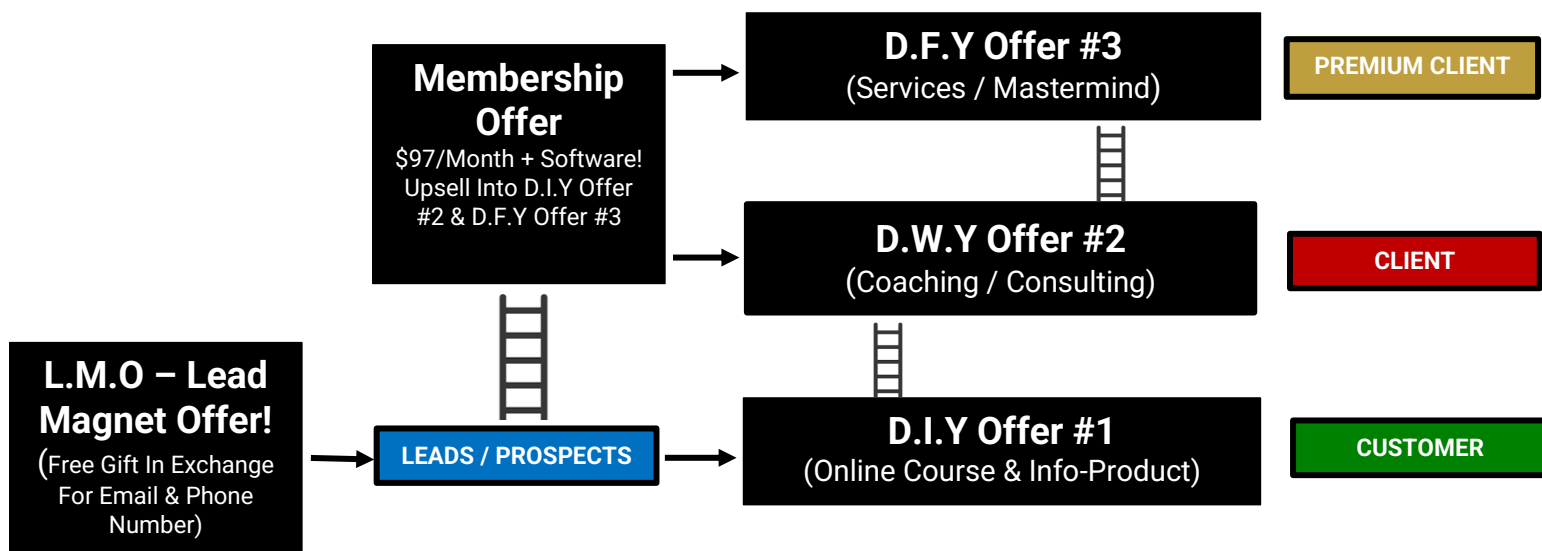 D.F.Y Offer #3
(Services / Mastermind)
PREMIUM CLIENT
Membership
Offer
$97/Month + Software!
Upsell Into D.I.Y Offer
#2 & D.F.Y Offer #3
D.W.Y Offer #2
(Coaching / Consulting)
CLIENT
L.M.O – Lead
Magnet Offer!
(Free Gift In Exchange
For Email & Phone
Number)
LEADS / PROSPECTS
D.I.Y Offer #1
(Online Course & Info-Product)
CUSTOMER